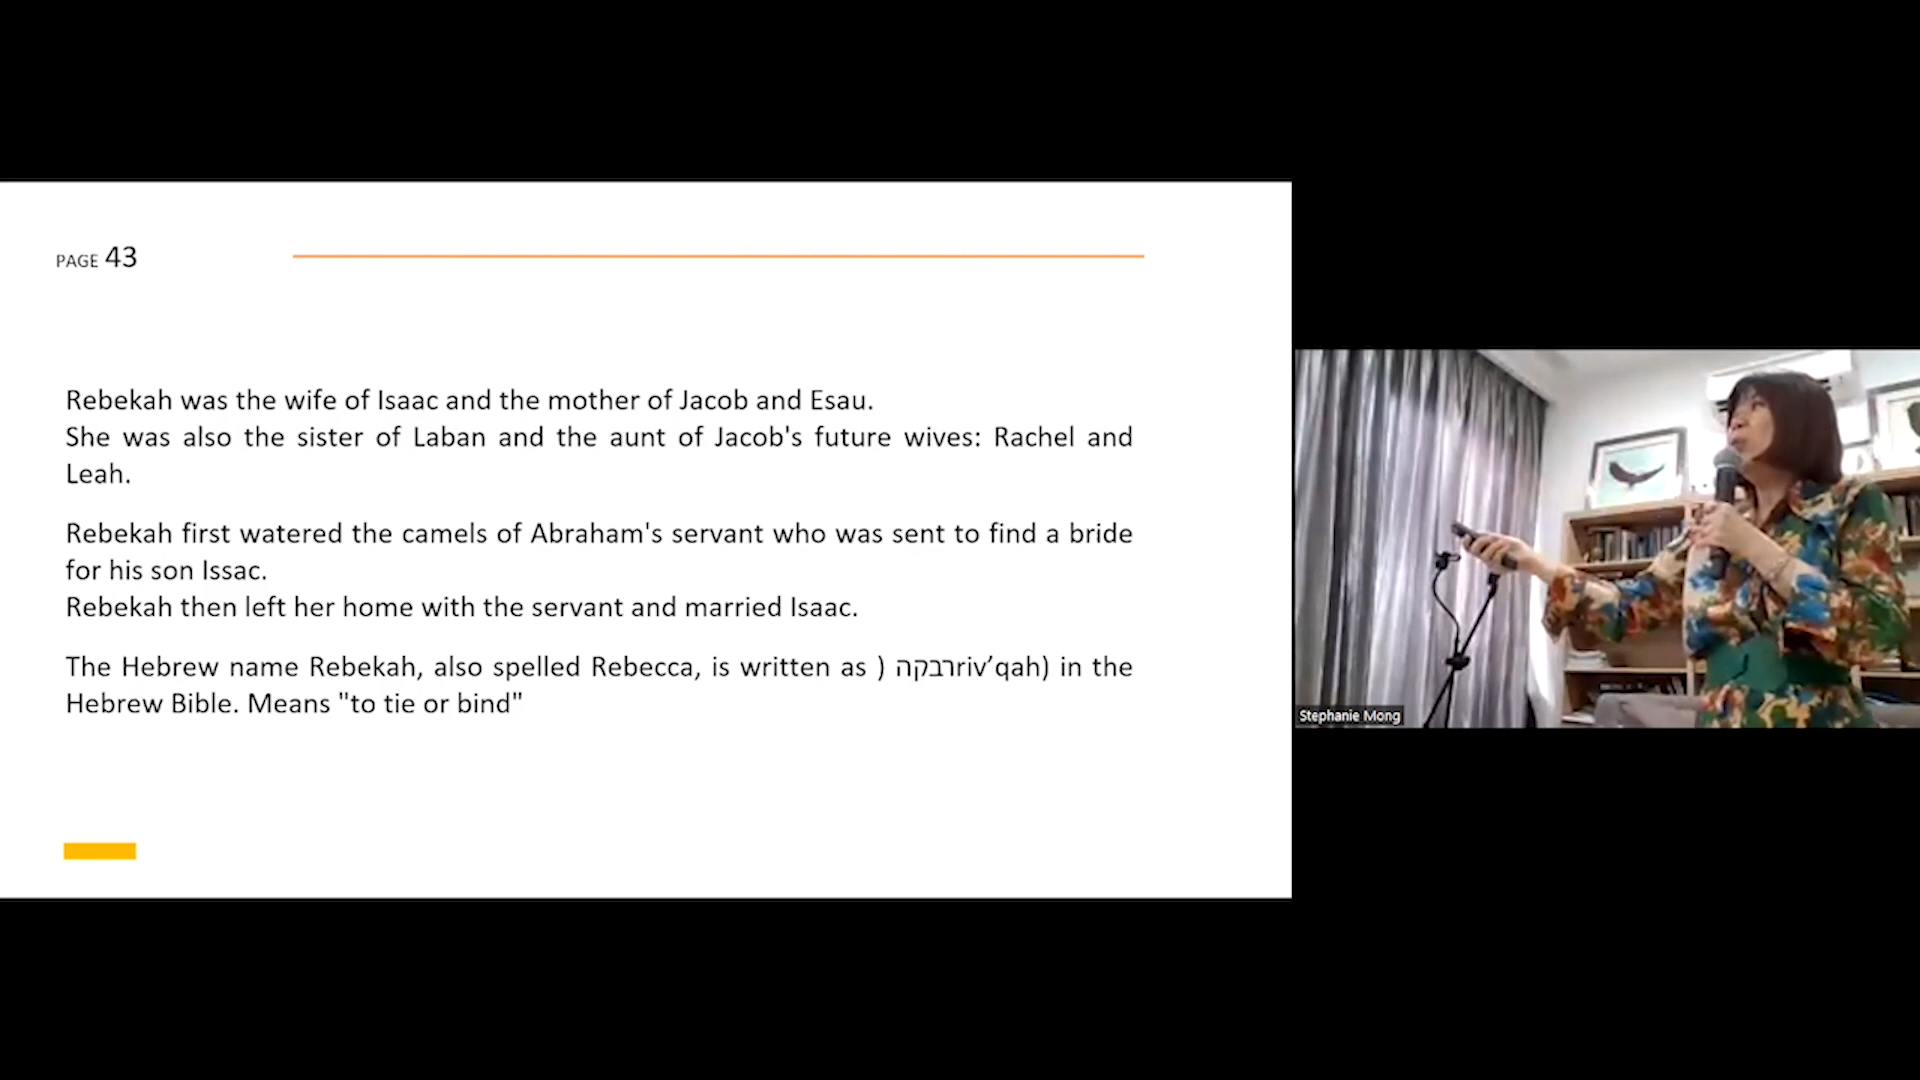 PAGE 43
Rebekah was the wife of Isaac and the mother of Jacob and Esau.
She was also the sister of Laban and the aunt of Jacob's future wives: Rachel and
Leah.
Rebekah first watered the camels of Abraham's servant who was sent to find a bride
for his son Issac.
Rebekah then left her home with the servant and married Isaac.
The Hebrew name Rebekah, also spelled Rebecca, is written as ) רבקהriv’qah) in the
Hebrew Bible. Means "to tie or bind"
Stephanie Mong